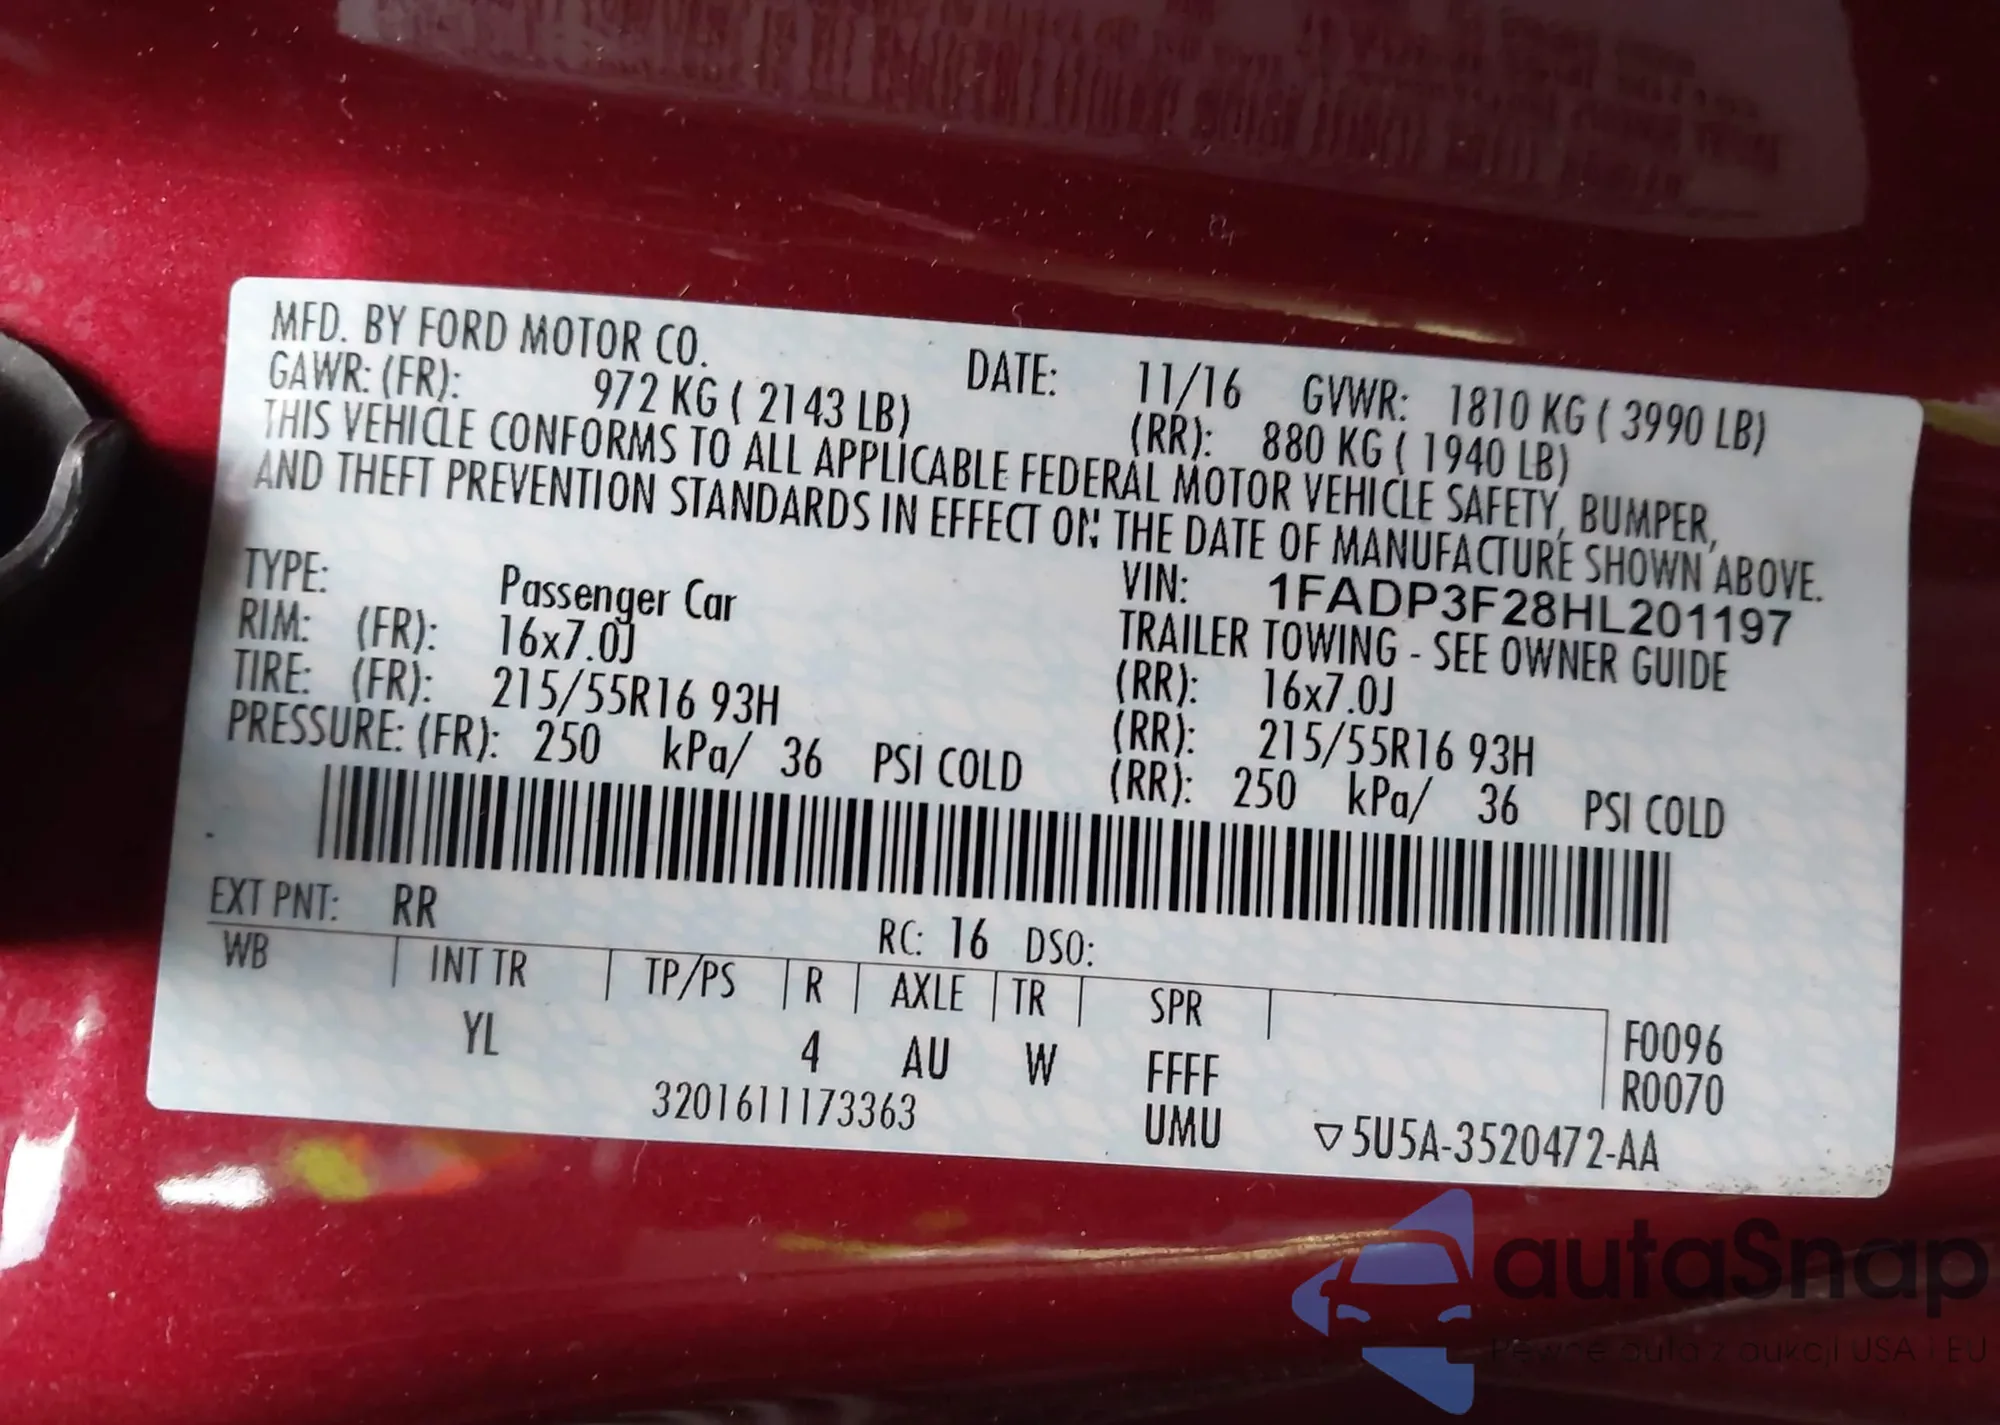 MFD. BY FORD MOTOR CO. DATE: 11/16 GVWR: 1810 KG ( 3990 LB)
GAWR: (FR): 972 KG ( 2143 LB) (RR): 880 KG ( 1940 LB)
THIS VEHICLE CONFORMS TO ALL APPLICABLE FEDERAL MOTOR VEHICLE SAFETY, BUMPER,
AND THEFT PREVENTION STANDARDS IN EFFECT ON THE DATE OF MANUFACTURE SHOWN ABOVE.
VIN: 1FADP3F28HL201197
TYPE: Passenger Car TRAILER TOWING - SEE OWNER GUIDE
RIM: (FR): 16x7.0J (RR): 16x7.0J
TIRE: (FR): 215/55R16 93H (RR): 215/55R16 93H
PRESSURE: (FR): 250 kPa/ 36 PSI COLD (RR): 250 kPa/ 36 PSI COLD
EXT PNT: RR RC: 16 DSO:
WB INT TR TP/PS R AXLE TR SPR F0096
YL 4 AU W FFFF R0070
3201611173363 UMU ▽5U5A-3520472-AA
autaSnap
Pewne auta z aukcji USA i EU